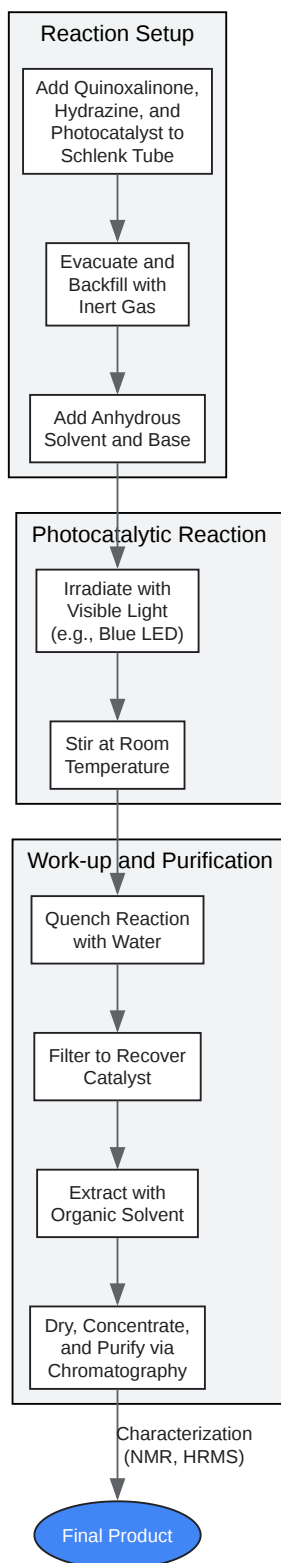 Reaction Setup
Add Quinoxalinone,
Hydrazine, and
Photocatalyst to
Schlenk Tube
Evacuate and
Backfill with
Inert Gas
Add Anhydrous
Solvent and Base
Photocatalytic Reaction
Irradiate with
Visible Light
(e.g., Blue LED)
Stir at Room
Temperature
Work-up and Purification
Quench Reaction
with Water
Filter to Recover
Catalyst
Extract with
Organic Solvent
Dry, Concentrate,
and Purify via
Chromatography
Characterization
(NMR, HRMS)
Final Product